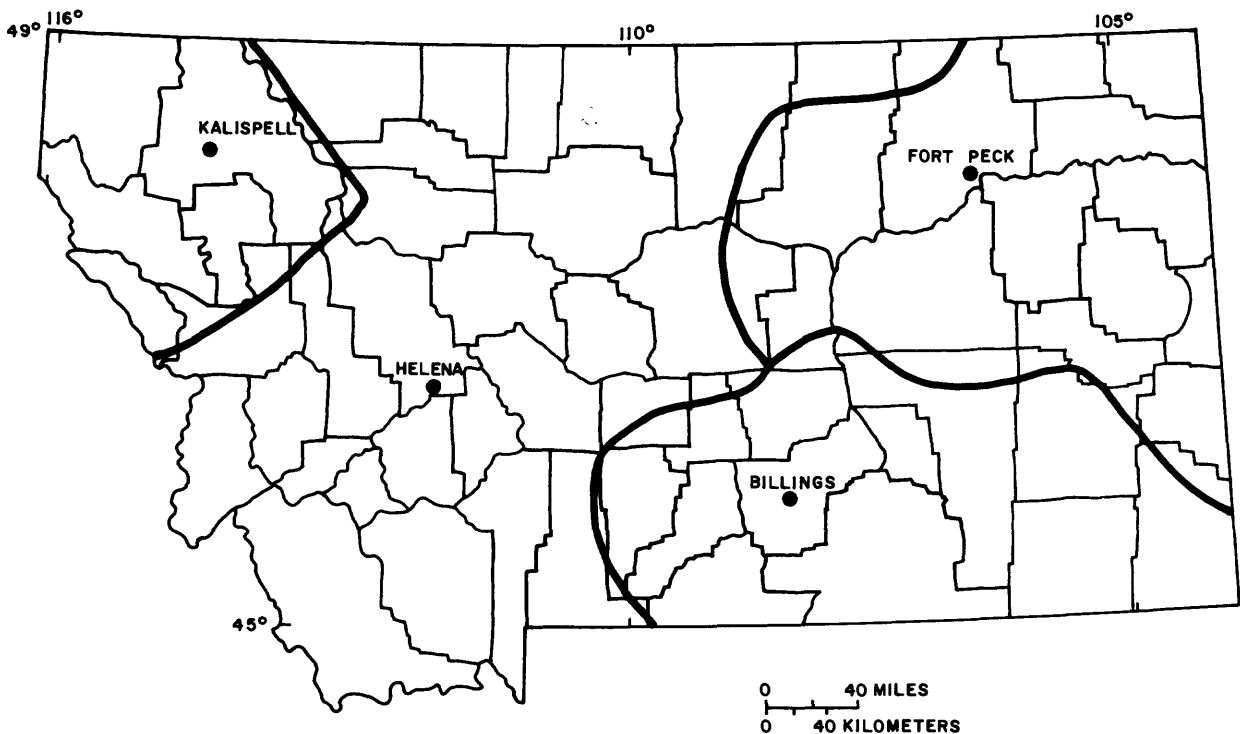 116°
49°
110°
105°
KALISPELL
FORT PECK
HELENA
BILLINGS
45°
0 40 MILES
0 40 KILOMETERS